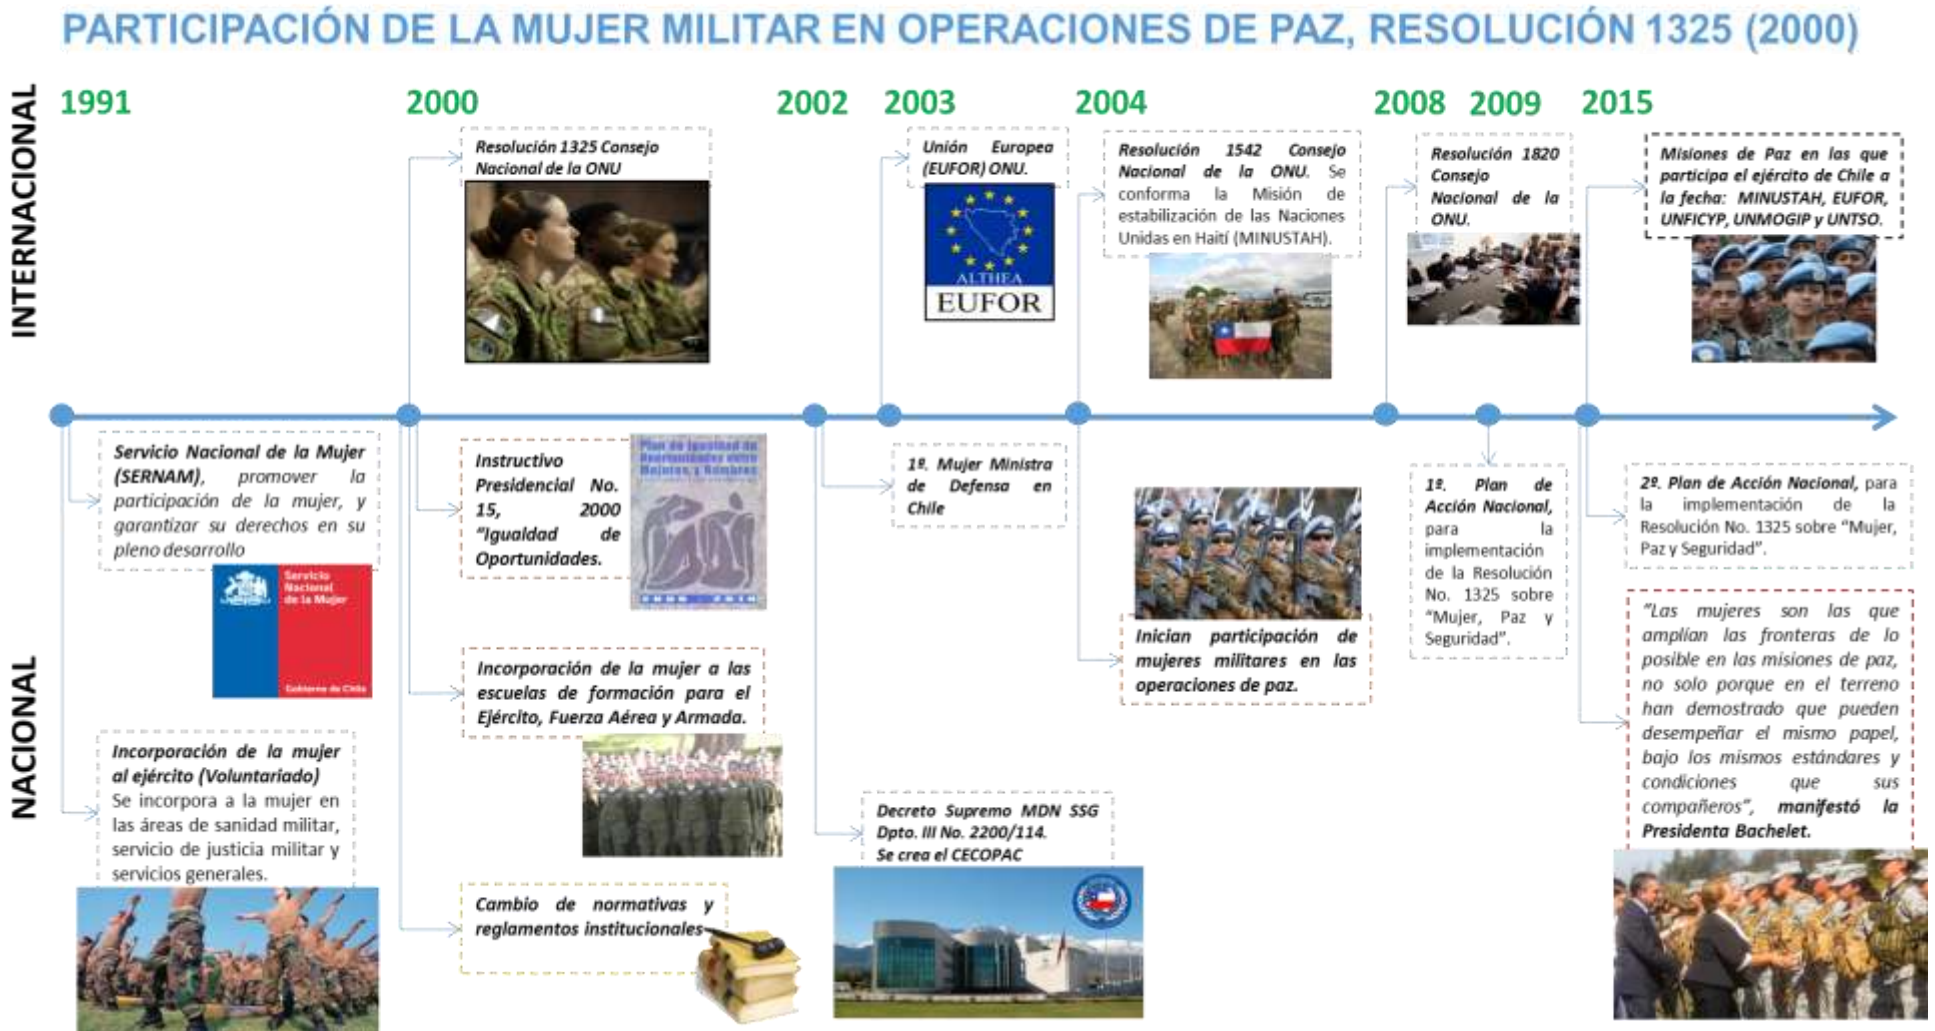 PARTICIPACIÓN DE LA MUJER MILITAR EN OPERACIONES DE PAZ, RESOLUCIÓN 1325 (2000)
INTERNACIONAL
1991
2000
2002
2003
2004
2008
2009
2015
Resolución 1325 Consejo
Nacional de la ONU
Unión Europea
(EUFOR) ONU.
ALTHEA
EUFOR
Resolución 1542 Consejo
Nacional de la ONU. Se
conforma la Misión de
estabilización de las Naciones
Unidas en Haití (MINUSTAH).
Resolución 1820
Consejo
Nacional de la
ONU.
Misiones de Paz en las que
participa el ejército de Chile a
la fecha: MINUSTAH, EUFOR,
UNFICYP, UNMOGIP y UNTSO.
NACIONAL
Servicio Nacional de la Mujer
(SERNAM), promover la
participación de la mujer, y
garantizar su derechos en su
pleno desarrollo
Servicio
Nacional
de la Mujer
Gobierno de Chile
Incorporación de la mujer
al ejército (Voluntariado)
Se incorpora a la mujer en
las áreas de sanidad militar,
servicio de justicia militar y
servicios generales.
Instructivo
Presidencial No.
15, 2000
"Igualdad de
Oportunidades.
Plan de Igualdad de
Oportunidades entre
Mujeres y Hombres
Incorporación de la mujer a las
escuelas de formación para el
Ejército, Fuerza Aérea y Armada.
Cambio de normativas y
reglamentos institucionales
1ª. Mujer Ministra
de Defensa en
Chile
Decreto Supremo MDN SSG
Dpto. III No. 2200/114.
Se crea el CECOPAC
Inician participación de
mujeres militares en las
operaciones de paz.
1º. Plan de
Acción Nacional,
para la
implementación
de la Resolución
No. 1325 sobre
"Mujer, Paz y
Seguridad".
2º. Plan de Acción Nacional, para
la implementación de la
Resolución No. 1325 sobre "Mujer,
Paz y Seguridad".
"Las mujeres son las que
amplían las fronteras de lo
posible en las misiones de paz,
no solo porque en el terreno
han demostrado que pueden
desempeñar el mismo papel,
bajo los mismos estándares y
condiciones que sus
compañeros", manifestó la
Presidenta Bachelet.